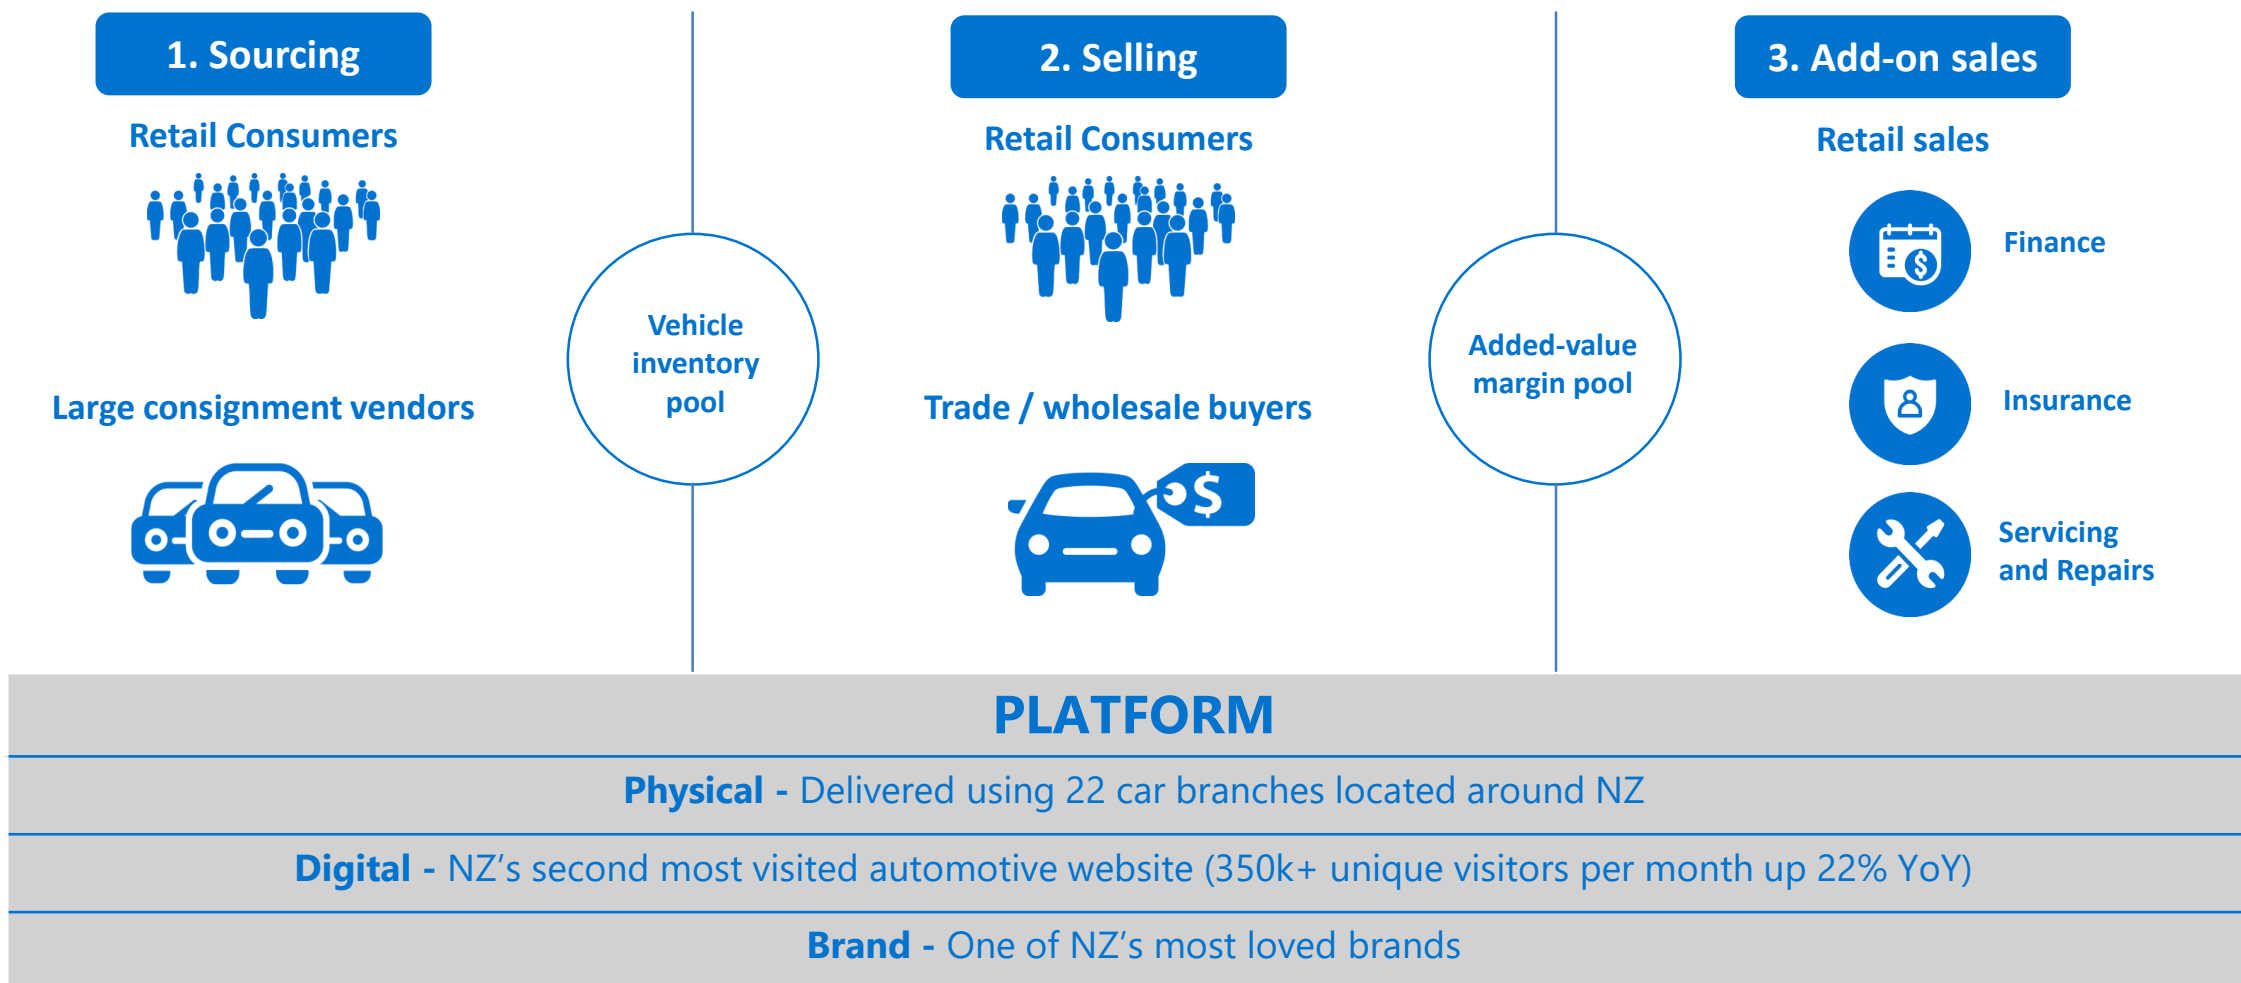 1. Sourcing
Retail Consumers
Large consignment vendors
Vehicle
inventory
pool
2. Selling
Retail Consumers
Trade / wholesale buyers
$
Added-value
margin pool
3. Add-on sales
Retail sales
$
Finance
Insurance
Servicing
and Repairs
PLATFORM
Physical - Delivered using 22 car branches located around NZ
Digital - NZ’s second most visited automotive website (350k+ unique visitors per month up 22% YoY)
Brand - One of NZ’s most loved brands